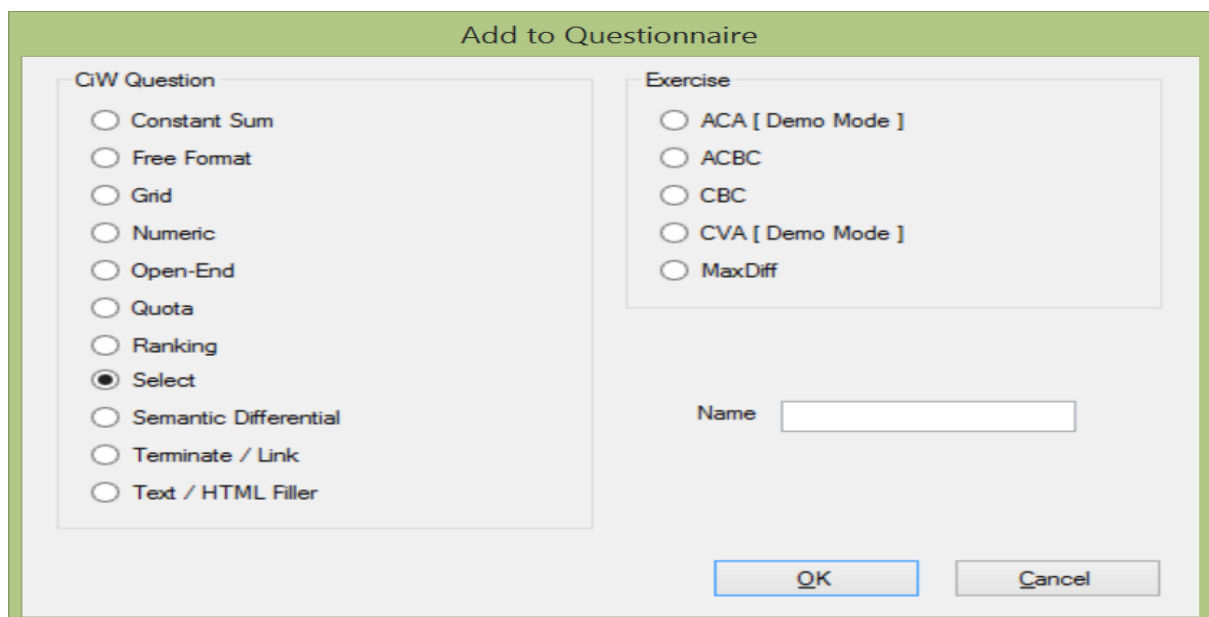 Add to Questionnaire
CiW Question
Constant Sum
Free Format
Grid
Numeric
Open-End
Quota
Ranking
Select
Semantic Differential
Terminate / Link
Text / HTML Filler
Exercise
ACA [ Demo Mode ]
ACBC
CBC
CVA [ Demo Mode ]
MaxDiff
Name
OK
Cancel